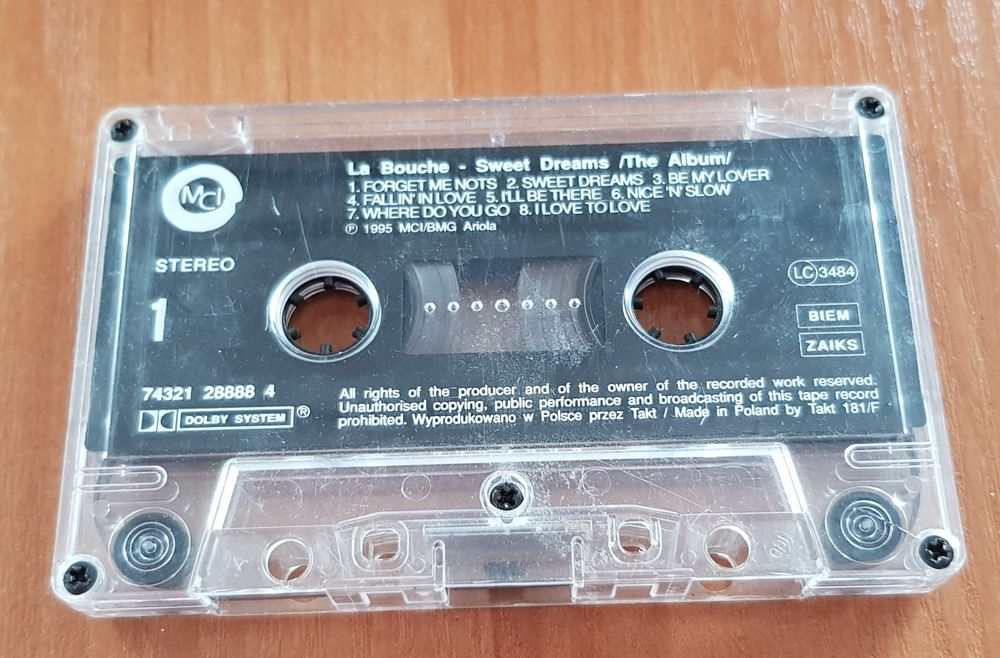 MCI
La Bouche - Sweet Dreams /The Album/
1. FORGET ME NOTS 2. SWEET DREAMS 3. BE MY LOVER
4. FALLIN' IN LOVE 5. I'LL BE THERE 6. NICE 'N' SLOW
7. WHERE DO YOU GO 8. I LOVE TO LOVE
℗ 1995 MCI/BMG Ariola
STEREO
1
LC 3484
BIEM
ZAIKS
74321 28888 4
DOLBY SYSTEM ®
All rights of the producer and of the owner of the recorded work reserved.
Unauthorised copying, public performance and broadcasting of this tape record
prohibited. Wyprodukowano w Polsce przez Takt / Made in Poland by Takt 181/F